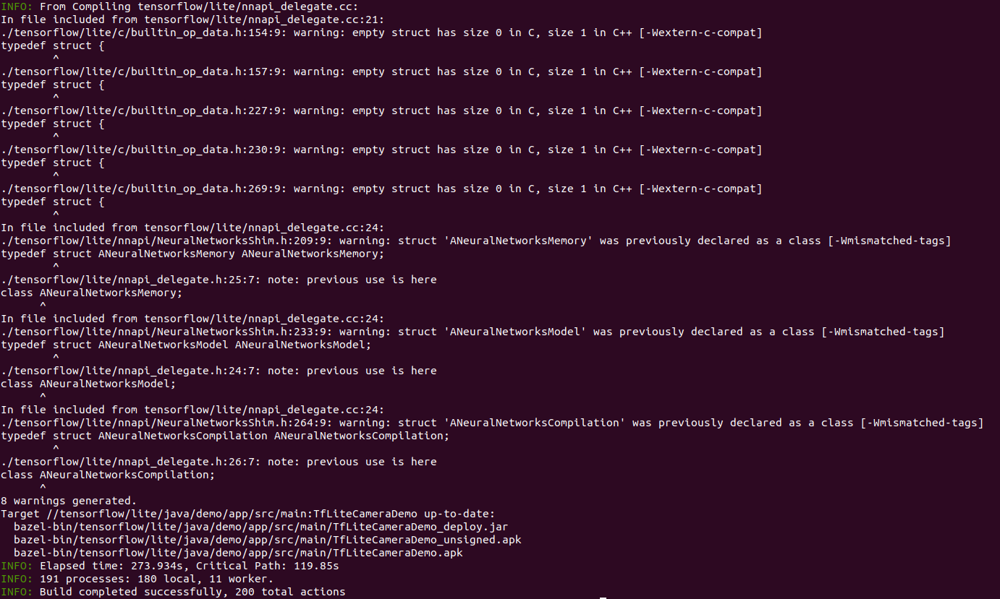 INFO: From Compiling tensorflow/lite/nnapi_delegate.cc:
In file included from tensorflow/lite/nnapi_delegate.cc:21:
./tensorflow/lite/c/builtin_op_data.h:154:9: warning: empty struct has size 0 in C, size 1 in C++ [-Wextern-c-compat]
typedef struct {
        ^
./tensorflow/lite/c/builtin_op_data.h:157:9: warning: empty struct has size 0 in C, size 1 in C++ [-Wextern-c-compat]
typedef struct {
        ^
./tensorflow/lite/c/builtin_op_data.h:227:9: warning: empty struct has size 0 in C, size 1 in C++ [-Wextern-c-compat]
typedef struct {
        ^
./tensorflow/lite/c/builtin_op_data.h:230:9: warning: empty struct has size 0 in C, size 1 in C++ [-Wextern-c-compat]
typedef struct {
        ^
./tensorflow/lite/c/builtin_op_data.h:269:9: warning: empty struct has size 0 in C, size 1 in C++ [-Wextern-c-compat]
typedef struct {
        ^
In file included from tensorflow/lite/nnapi_delegate.cc:24:
./tensorflow/lite/nnapi/NeuralNetworksShim.h:209:9: warning: struct 'ANeuralNetworksMemory' was previously declared as a class [-Wmismatched-tags]
typedef struct ANeuralNetworksMemory ANeuralNetworksMemory;
        ^
./tensorflow/lite/nnapi_delegate.h:25:7: note: previous use is here
class ANeuralNetworksMemory;
      ^
In file included from tensorflow/lite/nnapi_delegate.cc:24:
./tensorflow/lite/nnapi/NeuralNetworksShim.h:233:9: warning: struct 'ANeuralNetworksModel' was previously declared as a class [-Wmismatched-tags]
typedef struct ANeuralNetworksModel ANeuralNetworksModel;
        ^
./tensorflow/lite/nnapi_delegate.h:24:7: note: previous use is here
class ANeuralNetworksModel;
      ^
In file included from tensorflow/lite/nnapi_delegate.cc:24:
./tensorflow/lite/nnapi/NeuralNetworksShim.h:264:9: warning: struct 'ANeuralNetworksCompilation' was previously declared as a class [-Wmismatched-tags]
typedef struct ANeuralNetworksCompilation ANeuralNetworksCompilation;
        ^
./tensorflow/lite/nnapi_delegate.h:26:7: note: previous use is here
class ANeuralNetworksCompilation;
      ^
8 warnings generated.
Target //tensorflow/lite/java/demo/app/src/main:TfLiteCameraDemo up-to-date:
  bazel-bin/tensorflow/lite/java/demo/app/src/main/TfLiteCameraDemo_deploy.jar
  bazel-bin/tensorflow/lite/java/demo/app/src/main/TfLiteCameraDemo_unsigned.apk
  bazel-bin/tensorflow/lite/java/demo/app/src/main/TfLiteCameraDemo.apk
INFO: Elapsed time: 273.934s, Critical Path: 119.85s
INFO: 191 processes: 180 local, 11 worker.
INFO: Build completed successfully, 200 total actions